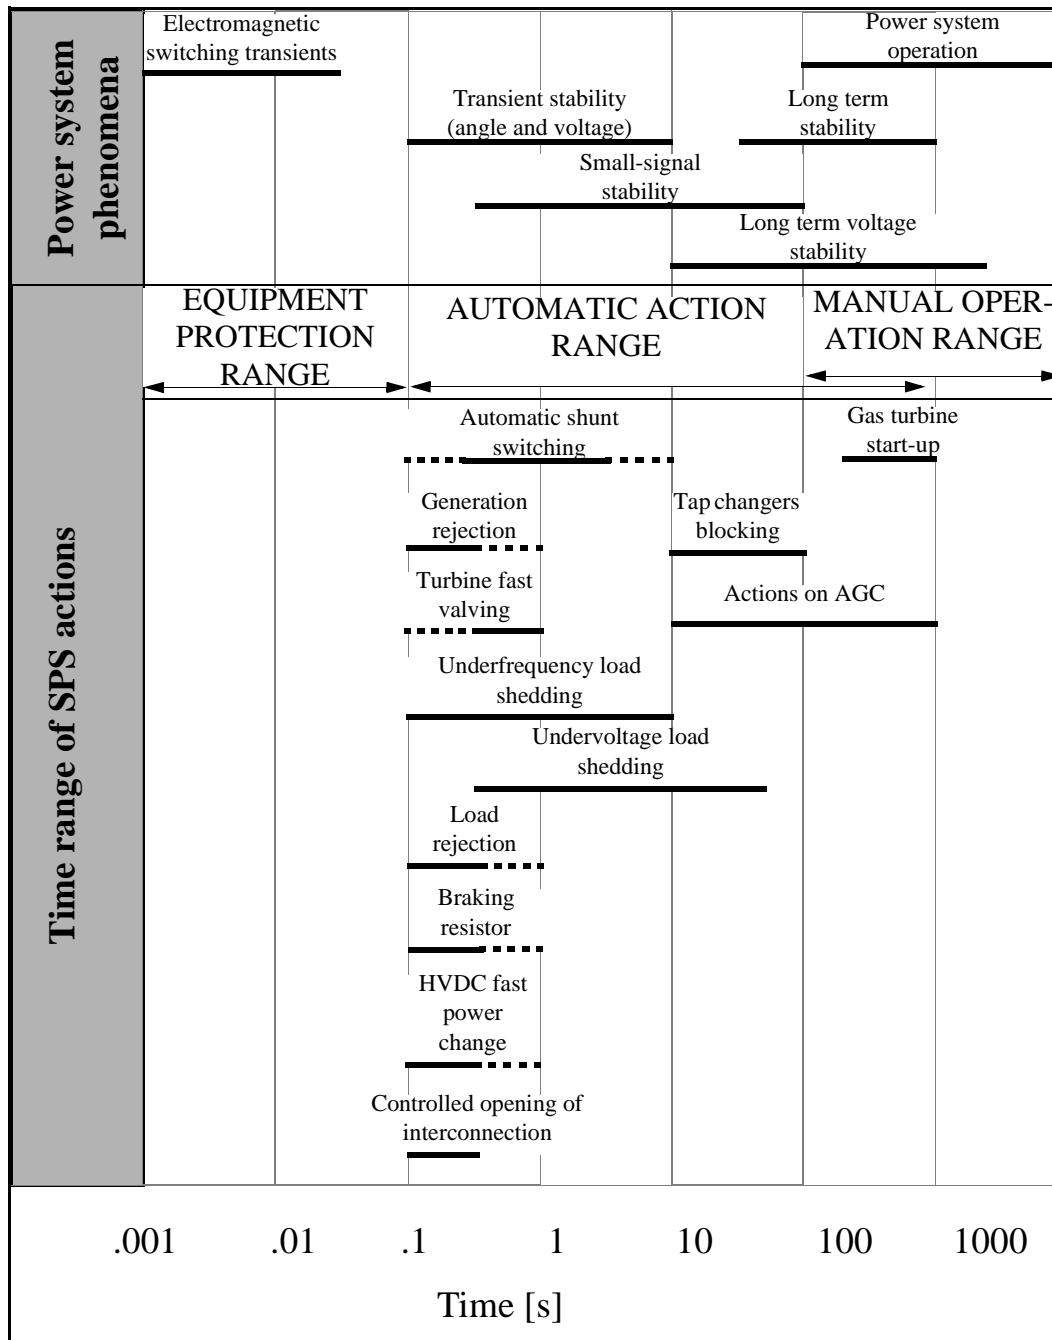 Power system
phenomena
Electromagnetic
switching transients
Power system
operation
Transient stability
(angle and voltage)
Long term
stability
Small-signal
stability
Long term voltage
stability
EQUIPMENT
PROTECTION
RANGE
AUTOMATIC ACTION
RANGE
MANUAL OPER-
ATION RANGE
Time range of SPS actions
Automatic shunt
switching
Gas turbine
start-up
Generation
rejection
Tap changers
blocking
Turbine fast
valving
Actions on AGC
Underfrequency load
shedding
Undervoltage load
shedding
Load
rejection
Braking
resistor
HVDC fast
power
change
Controlled opening of
interconnection
.001 .01 .1 1 10 100 1000
Time [s]